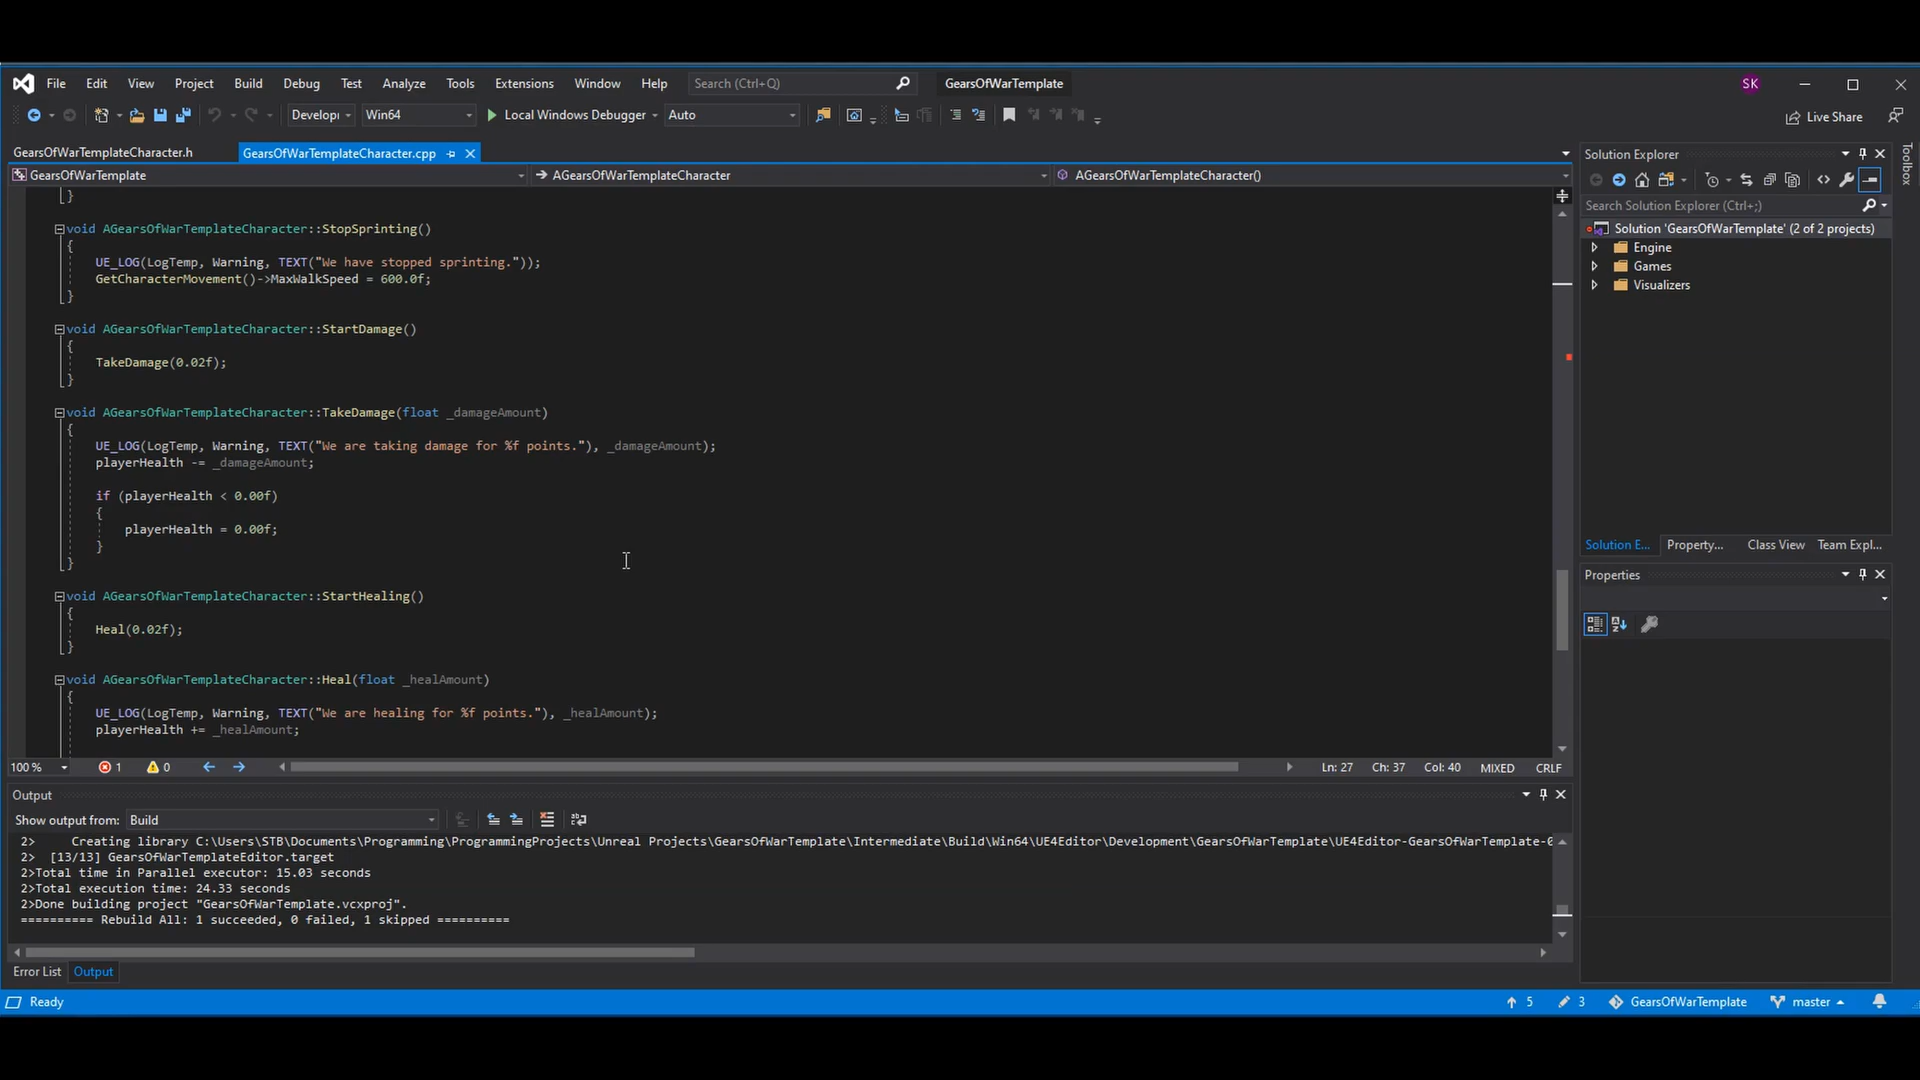 File Edit View Project Build Debug Test Analyze Tools Extensions Window Help Search (Ctrl+Q) GearsOfWarTemplate SK
Develop Win64 Local Windows Debugger Auto Live Share
GearsOfWarTemplateCharacter.h GearsOfWarTemplateCharacter.cpp
GearsOfWarTemplate AGearsOfWarTemplateCharacter AGearsOfWarTemplateCharacter()
}
void AGearsOfWarTemplateCharacter::StopSprinting()
{
UE_LOG(LogTemp, Warning, TEXT("We have stopped sprinting."));
GetCharacterMovement()->MaxWalkSpeed = 600.0f;
}
void AGearsOfWarTemplateCharacter::StartDamage()
{
TakeDamage(0.02f);
}
void AGearsOfWarTemplateCharacter::TakeDamage(float _damageAmount)
{
UE_LOG(LogTemp, Warning, TEXT("We are taking damage for %f points."), _damageAmount);
playerHealth -= _damageAmount;
if (playerHealth < 0.00f)
{
playerHealth = 0.00f;
}
}
void AGearsOfWarTemplateCharacter::StartHealing()
{
Heal(0.02f);
}
void AGearsOfWarTemplateCharacter::Heal(float _healAmount)
{
UE_LOG(LogTemp, Warning, TEXT("We are healing for %f points."), _healAmount);
playerHealth += _healAmount;
100 % 1 0 Ln: 27 Ch: 37 Col: 40 MIXED CRLF
Output
Show output from: Build
2> Creating library C:\Users\STB\Documents\Programming\ProgrammingProjects\Unreal Projects\GearsOfWarTemplate\Intermediate\Build\Win64\UE4Editor\Development\GearsOfWarTemplate\UE4Editor-GearsOfWarTemplate-0
2> [13/13] GearsOfWarTemplateEditor.target
2>Total time in Parallel executor: 15.03 seconds
2>Total execution time: 24.33 seconds
2>Done building project "GearsOfWarTemplate.vcxproj".
========== Rebuild All: 1 succeeded, 0 failed, 1 skipped ==========
Error List Output
Solution Explorer
Search Solution Explorer (Ctrl+;)
Solution 'GearsOfWarTemplate' (2 of 2 projects)
Engine
Games
Visualizers
Solution E... Property... Class View Team Expl...
Properties
Toolbox
Ready 5 3 GearsOfWarTemplate master